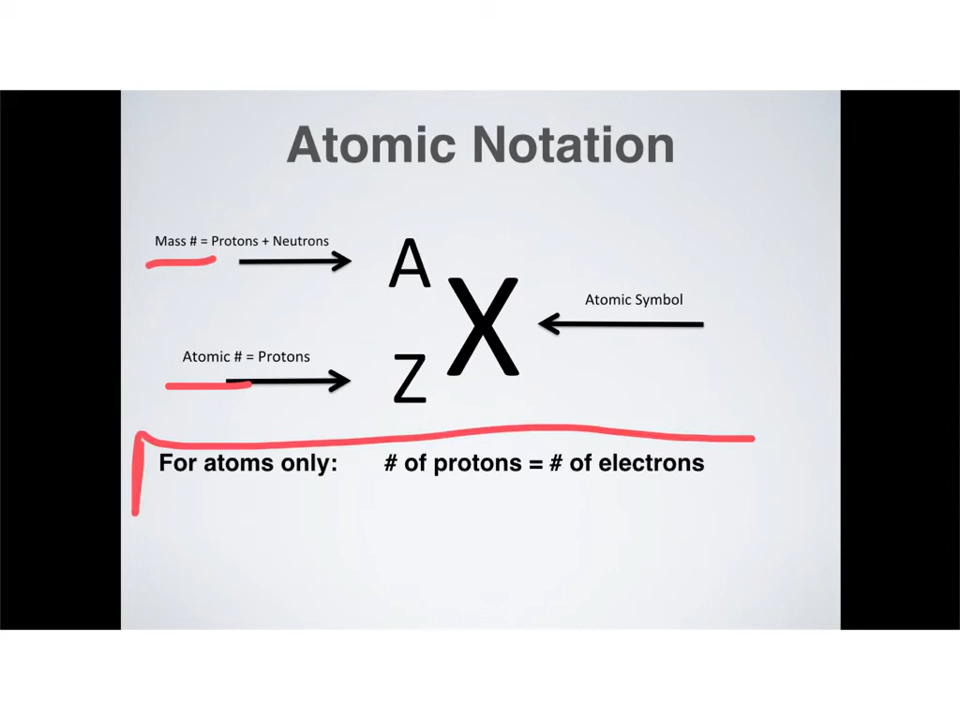 Atomic Notation
Mass # = Protons + Neutrons
A
X
Atomic Symbol
Atomic # = Protons
Z
For atoms only: # of protons = # of electrons